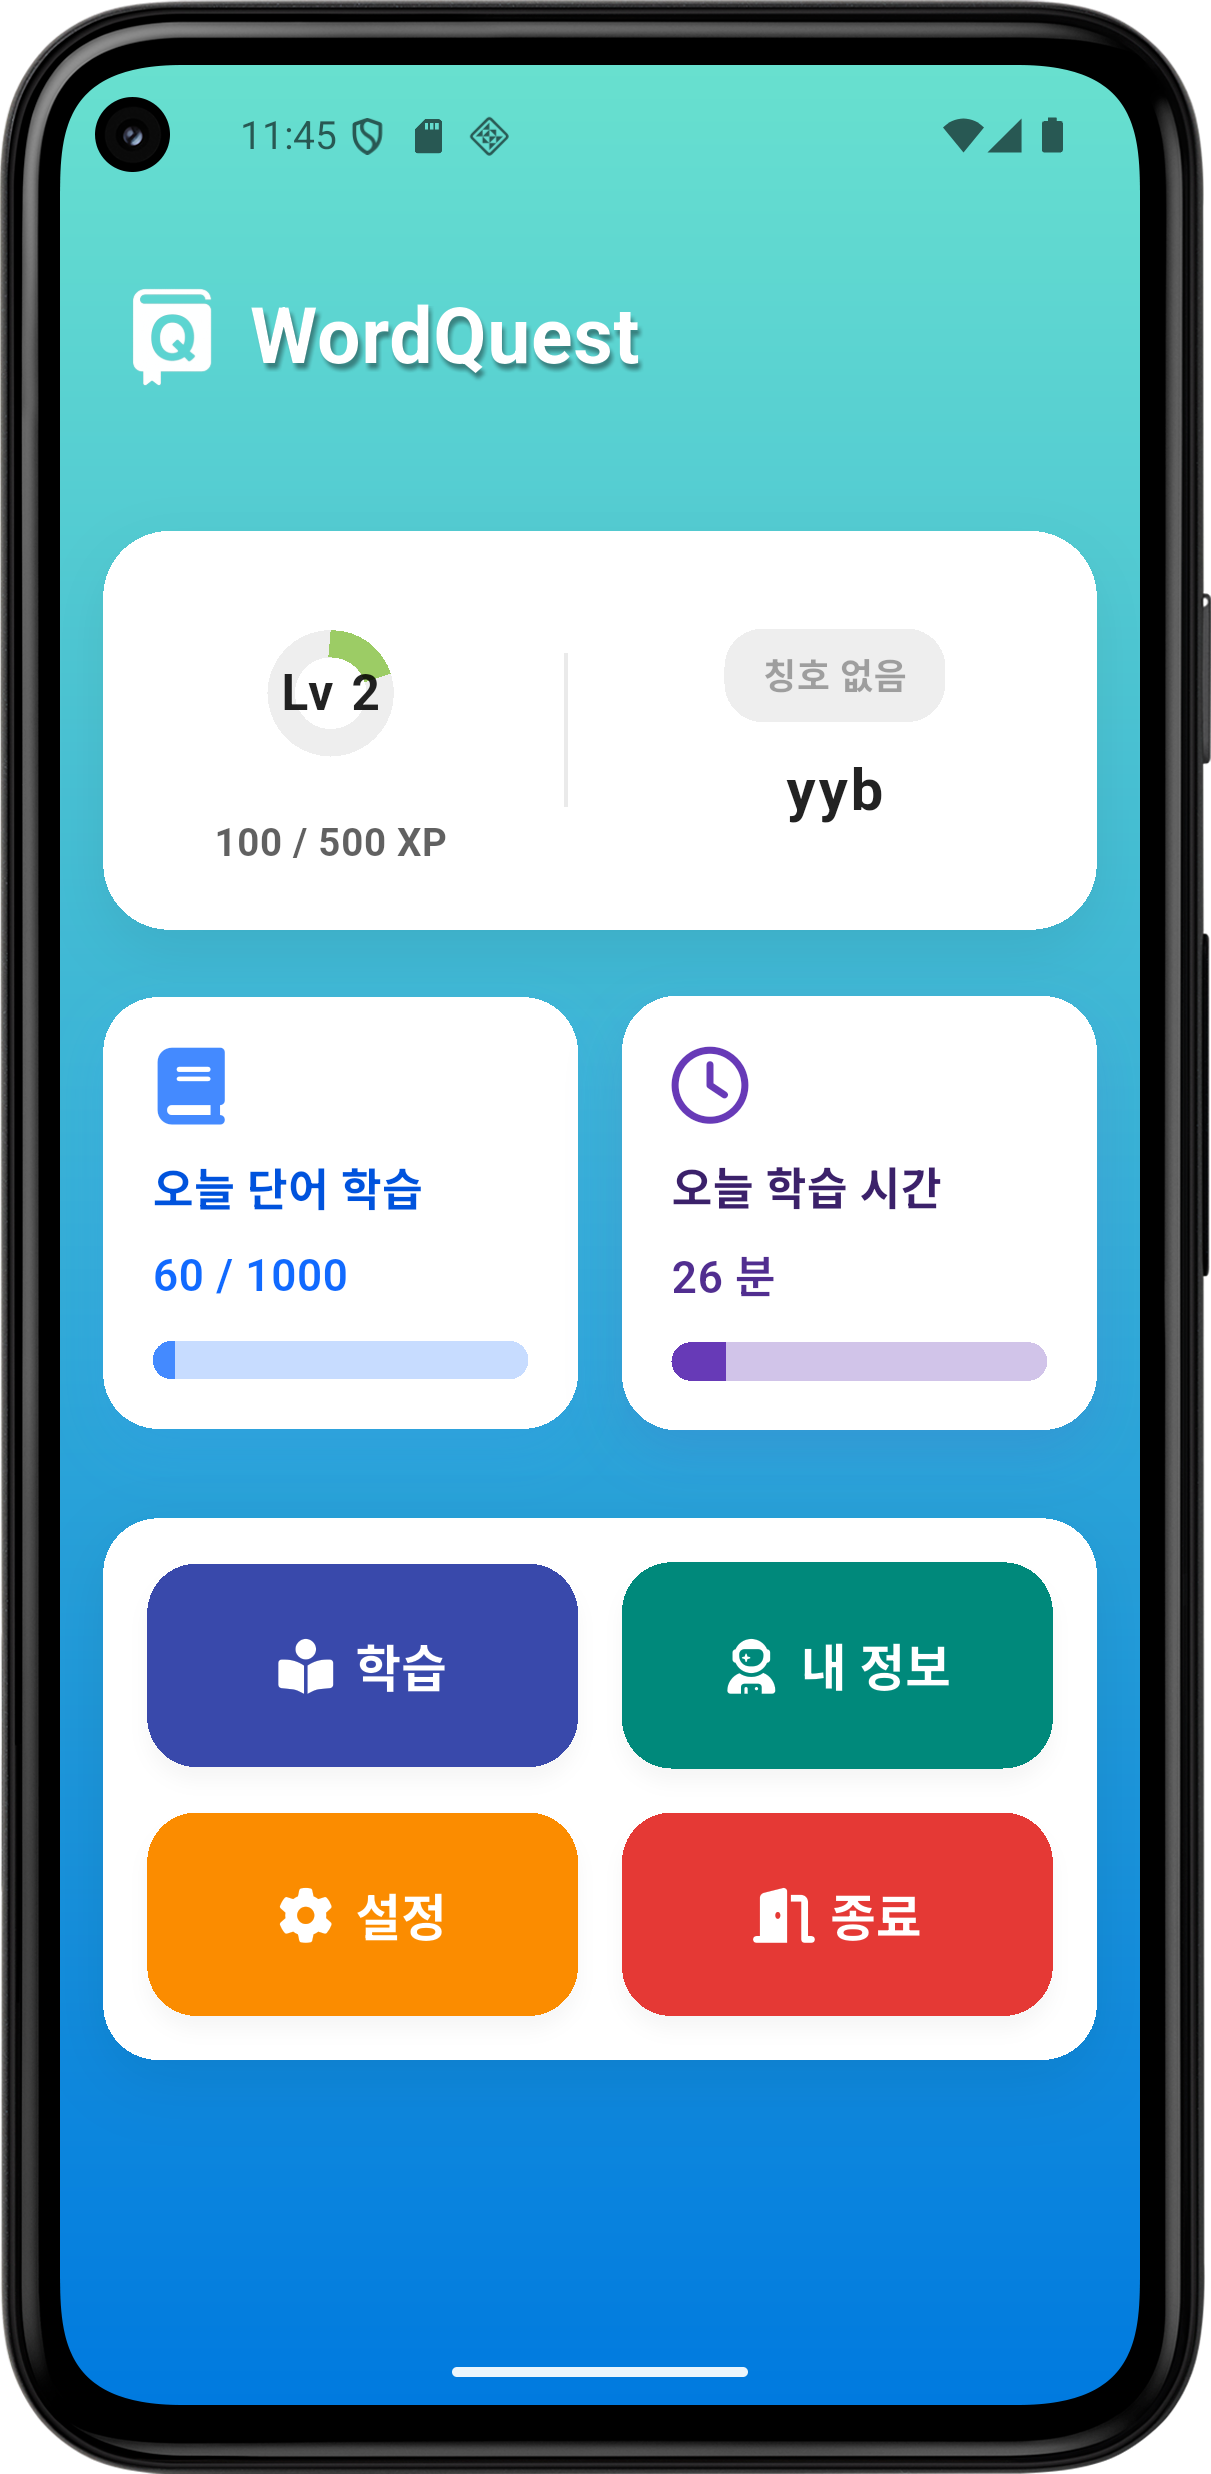 11:45
WordQuest
Lv 2
100 / 500 XP
칭호 없음
yyb
오늘 단어 학습
60 / 1000
오늘 학습 시간
26 분
학습
내 정보
설정
종료